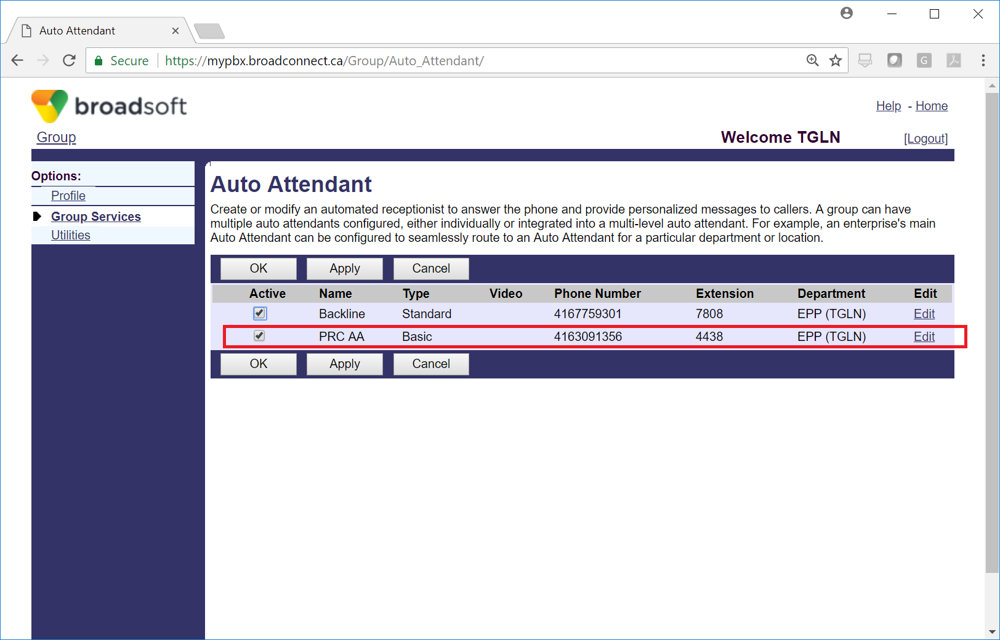 Auto Attendant
Secure https://mypbx.broadconnect.ca/Group/Auto_Attendant/
G
broadsoft
Help - Home
Group
Welcome TGLN
[Logout]
Options:
Profile
Group Services
Utilities
Auto Attendant
Create or modify an automated receptionist to answer the phone and provide personalized messages to callers. A group can have
multiple auto attendants configured, either individually or integrated into a multi-level auto attendant. For example, an enterprise's main
Auto Attendant can be configured to seamlessly route to an Auto Attendant for a particular department or location.
OK Apply Cancel
Active Name Type Video Phone Number Extension Department Edit
Backline Standard 4167759301 7808 EPP (TGLN) Edit
PRC AA Basic 4163091356 4438 EPP (TGLN) Edit
OK Apply Cancel